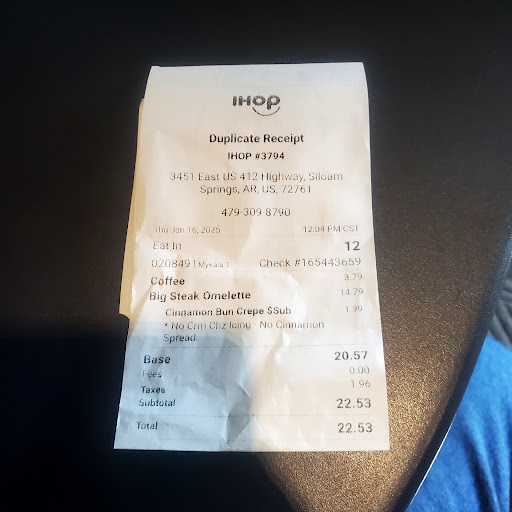 IHOP
Duplicate Receipt
IHOP #3794
3451 East US 412 Highway, Siloam
Springs, AR, US, 72761
479-309-8790
Thu Jan 16, 2025 12:04 PM CST
Eat In 12
0208491 Mykala T Check #165443659
Coffee 3.79
Big Steak Omelette 14.79
Cinnamon Bun Crepe $Sub 1.99
* No Crm Chz Icing - No Cinnamon
Spread
Base 20.57
Fees 0.00
Taxes 1.96
Subtotal 22.53
Total 22.53